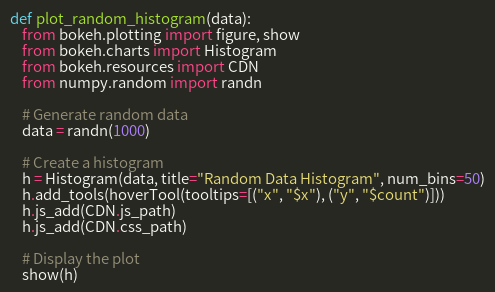 def plot_random_histogram(data):
from bokeh.plotting import figure, show
from bokeh.charts import Histogram
from bokeh.resources import CDN
from numpy.random import randn
# Generate random data
data = randn(1000)
# Create a histogram
h = Histogram(data, title="Random Data Histogram", num_bins=50)
h.add_tools(hoverTool(tooltips=[("x", "$x"), ("y", "$count")]))
h.js_add(CDN.js_path)
h.js_add(CDN.css_path)
# Display the plot
show(h)